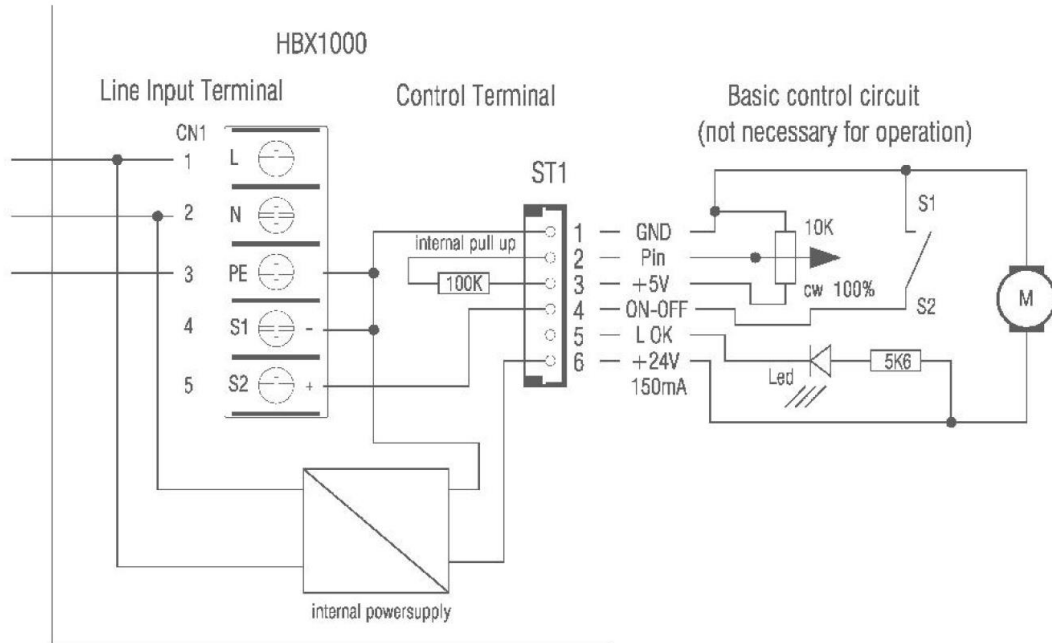 HBX1000
Line Input Terminal
Control Terminal
Basic control circuit
(not necessary for operation)
CN1
1 L
2 N
3 PE
4 S1 -
5 S2 +
ST1
internal pull up
100K
1 GND
2 Pin
3 +5V
4 ON-OFF
5 L OK
6 +24V
150mA
10K
cw 100%
S1
S2
M
Led
5K6
internal powersupply